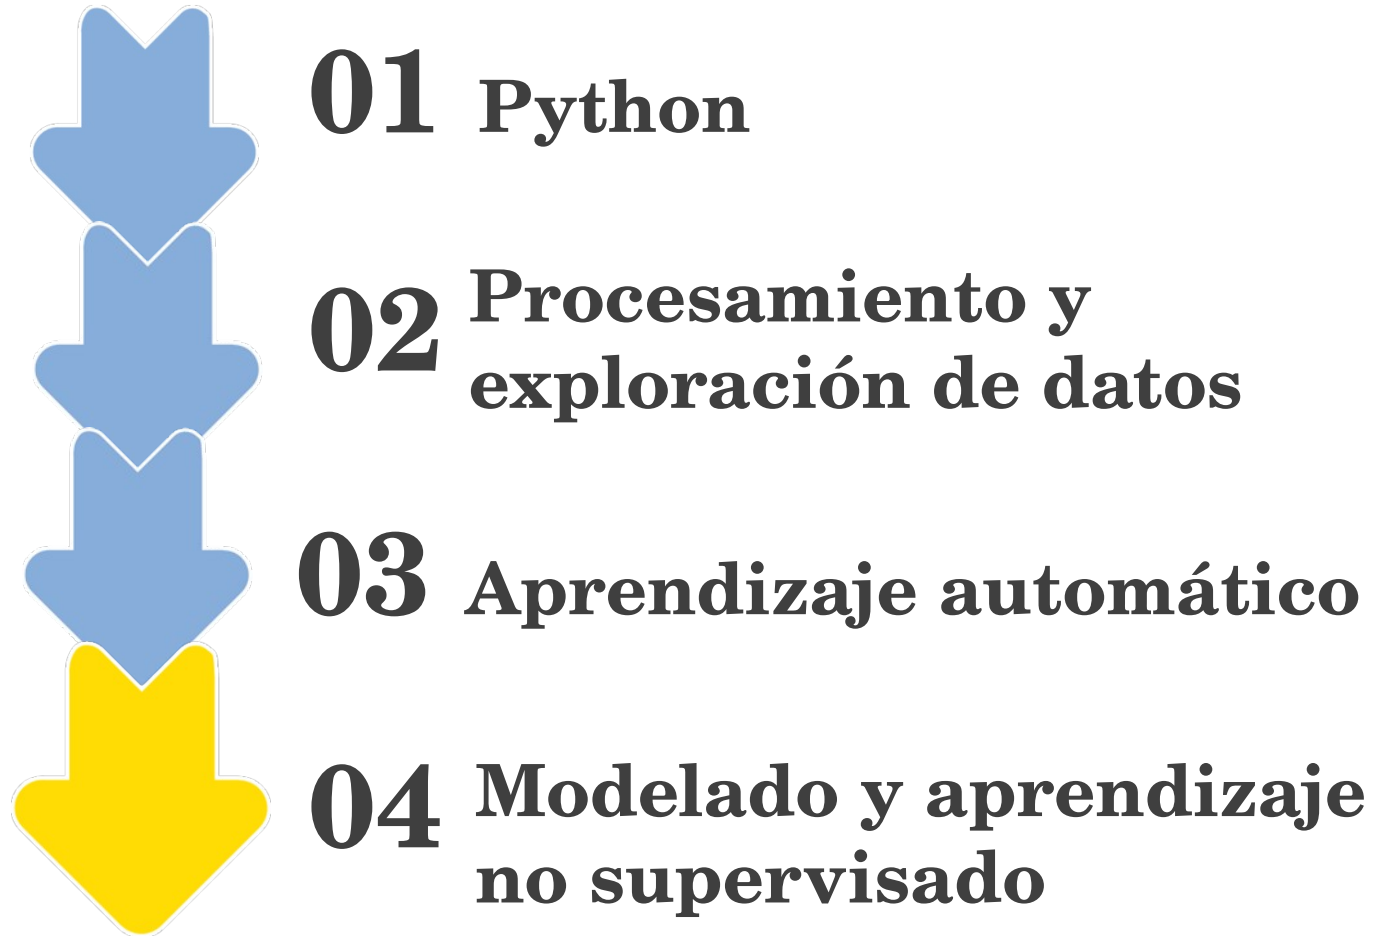 01 Python
02 Procesamiento y
exploración de datos
03 Aprendizaje automático
04 Modelado y aprendizaje
no supervisado